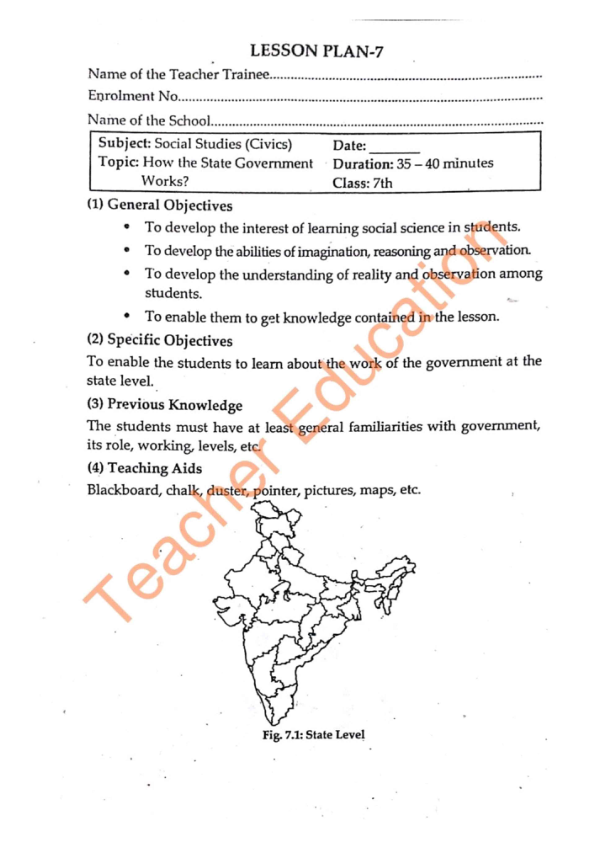 LESSON PLAN-7
Name of the Teacher Trainee..........................................................................
Enrolment No...............................................................................................
Name of the School.......................................................................................
Subject: Social Studies (Civics)
Date: _______
Topic: How the State Government
Duration: 35 – 40 minutes
Works?
Class: 7th
(1) General Objectives
• To develop the interest of learning social science in students.
• To develop the abilities of imagination, reasoning and observation.
• To develop the understanding of reality and observation among
students.
• To enable them to get knowledge contained in the lesson.
(2) Specific Objectives
To enable the students to learn about the work of the government at the
state level.
(3) Previous Knowledge
The students must have at least general familiarities with government,
its role, working, levels, etc.
(4) Teaching Aids
Blackboard, chalk, duster, pointer, pictures, maps, etc.
Fig. 7.1: State Level
Teacher Education